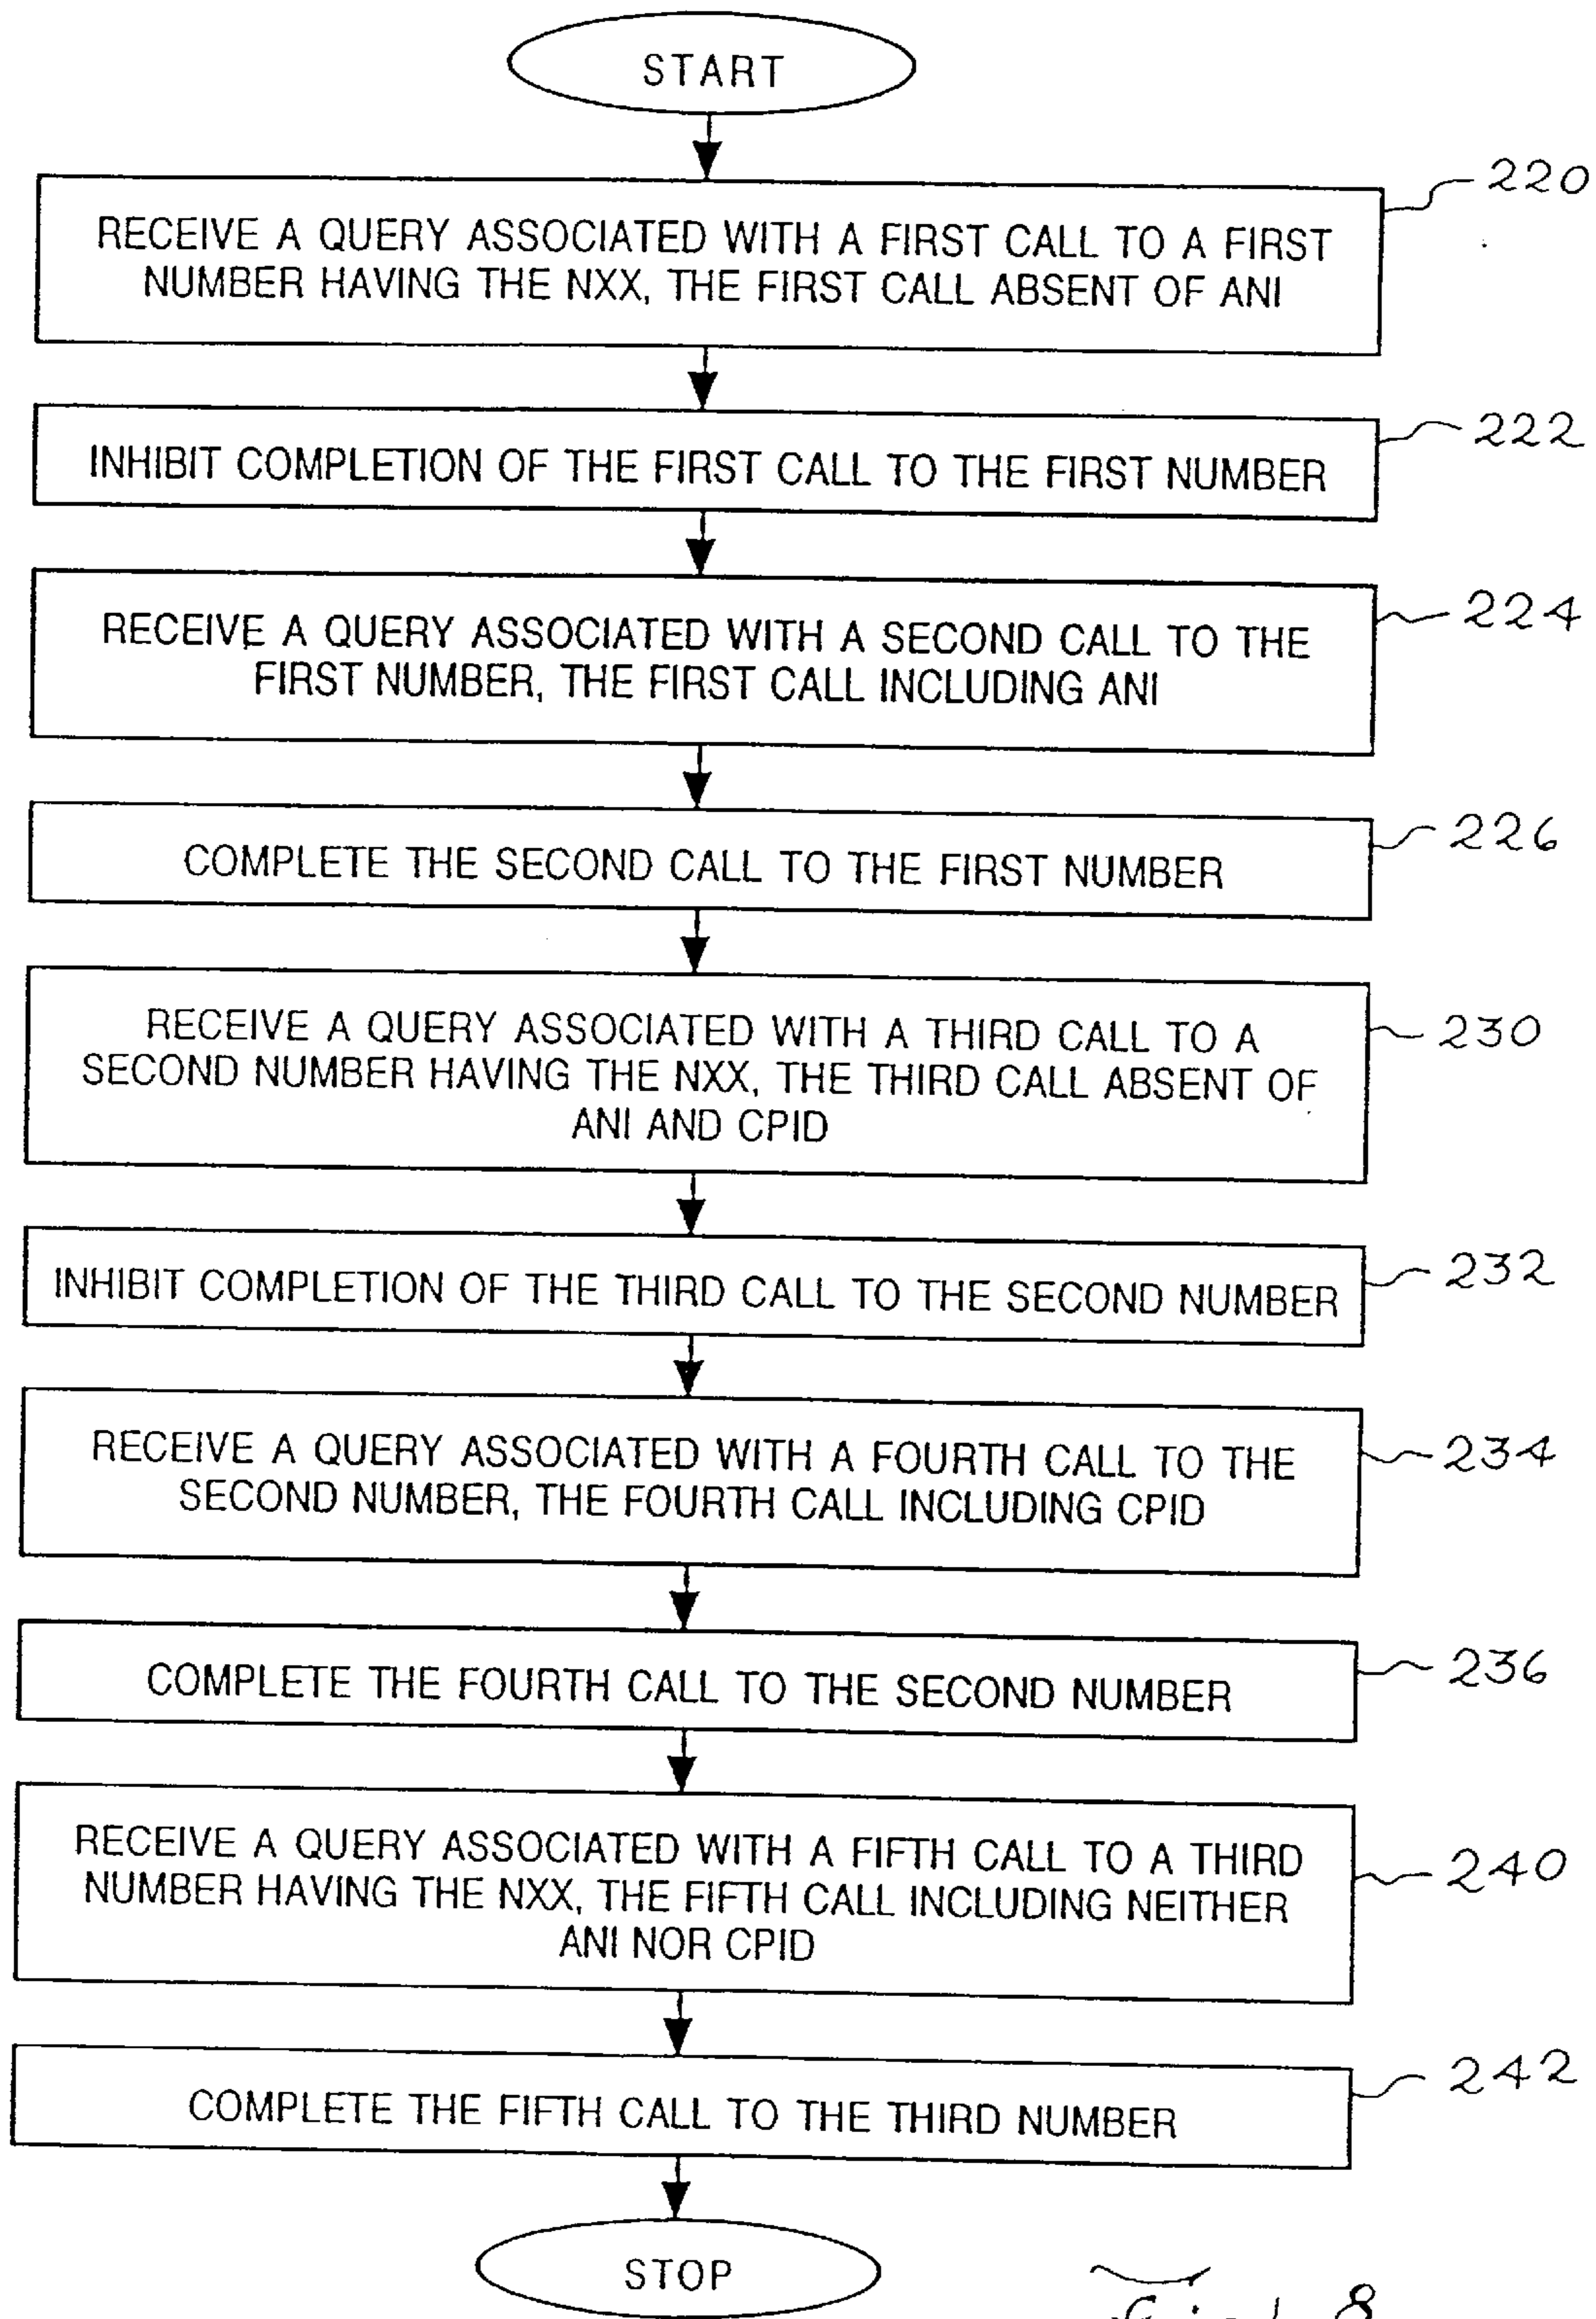 START
220
RECEIVE A QUERY ASSOCIATED WITH A FIRST CALL TO A FIRST
NUMBER HAVING THE NXX, THE FIRST CALL ABSENT OF ANI
222
INHIBIT COMPLETION OF THE FIRST CALL TO THE FIRST NUMBER
224
RECEIVE A QUERY ASSOCIATED WITH A SECOND CALL TO THE
FIRST NUMBER, THE FIRST CALL INCLUDING ANI
226
COMPLETE THE SECOND CALL TO THE FIRST NUMBER
230
RECEIVE A QUERY ASSOCIATED WITH A THIRD CALL TO A
SECOND NUMBER HAVING THE NXX, THE THIRD CALL ABSENT OF
ANI AND CPID
232
INHIBIT COMPLETION OF THE THIRD CALL TO THE SECOND NUMBER
234
RECEIVE A QUERY ASSOCIATED WITH A FOURTH CALL TO THE
SECOND NUMBER, THE FOURTH CALL INCLUDING CPID
236
COMPLETE THE FOURTH CALL TO THE SECOND NUMBER
240
RECEIVE A QUERY ASSOCIATED WITH A FIFTH CALL TO A THIRD
NUMBER HAVING THE NXX, THE FIFTH CALL INCLUDING NEITHER
ANI NOR CPID
242
COMPLETE THE FIFTH CALL TO THE THIRD NUMBER
STOP
Fig. 8